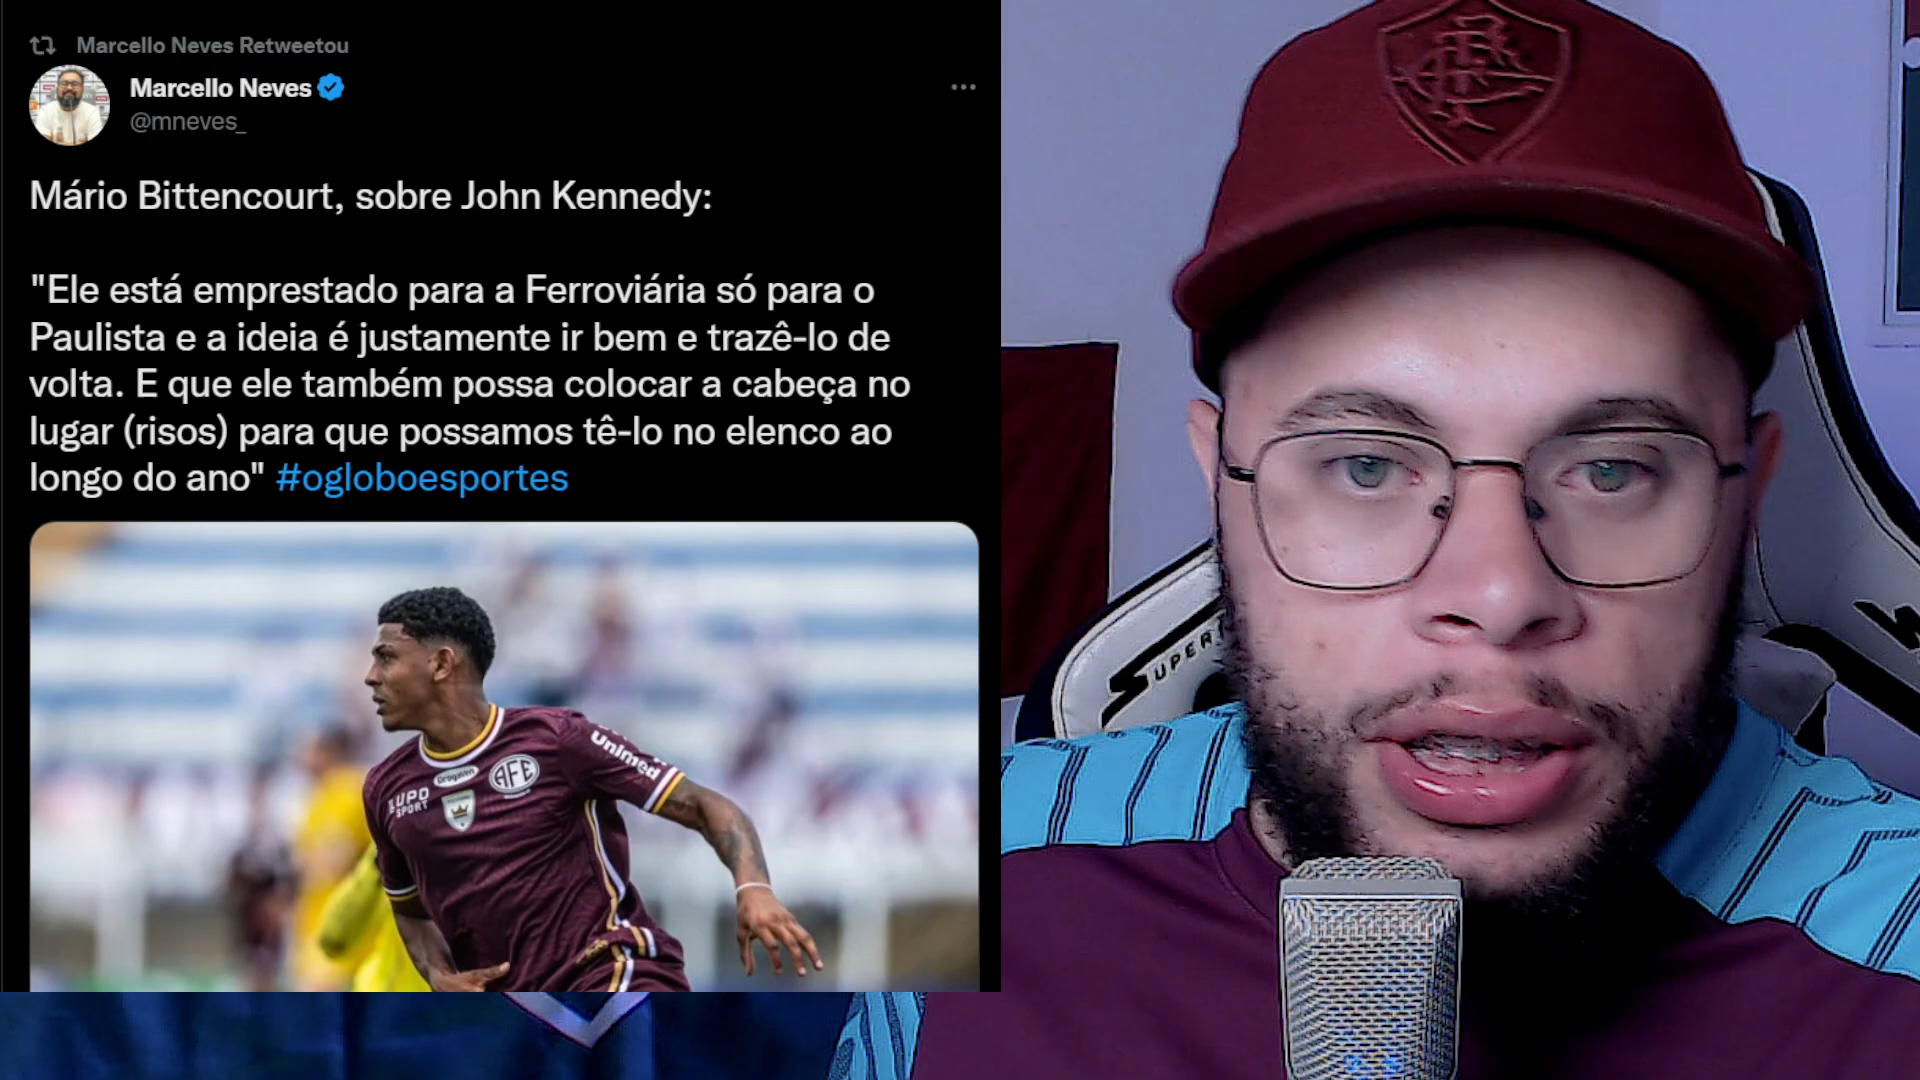 Marcello Neves Retweetou
Marcello Neves
@mneves_
Mário Bittencourt, sobre John Kennedy:
"Ele está emprestado para a Ferroviária só para o
Paulista e a ideia é justamente ir bem e trazê-lo de
volta. E que ele também possa colocar a cabeça no
lugar (risos) para que possamos tê-lo no elenco ao
longo do ano" #ogloboesportes
Unimed
Drogaven
AFE
LUPO
SPORT
SUPER